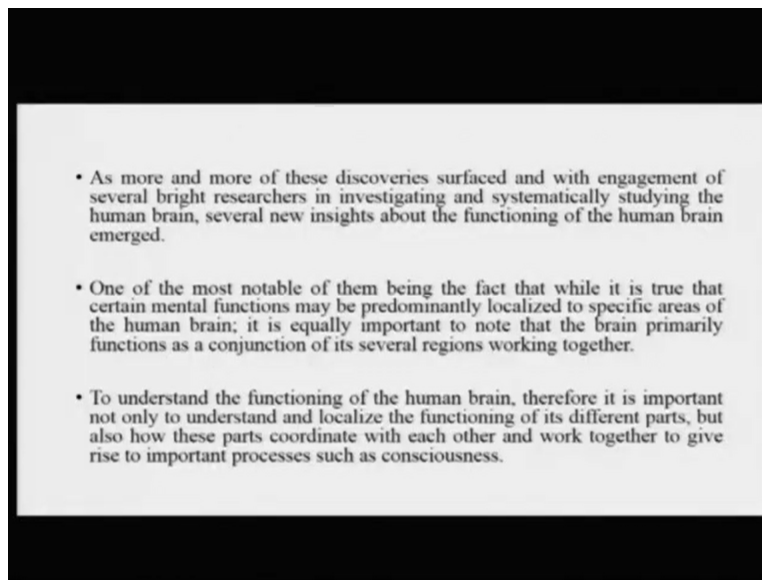 • As more and more of these discoveries surfaced and with engagement of
several bright researchers in investigating and systematically studying the
human brain, several new insights about the functioning of the human brain
emerged.
• One of the most notable of them being the fact that while it is true that
certain mental functions may be predominantly localized to specific areas of
the human brain; it is equally important to note that the brain primarily
functions as a conjunction of its several regions working together.
• To understand the functioning of the human brain, therefore it is important
not only to understand and localize the functioning of its different parts, but
also how these parts coordinate with each other and work together to give
rise to important processes such as consciousness.